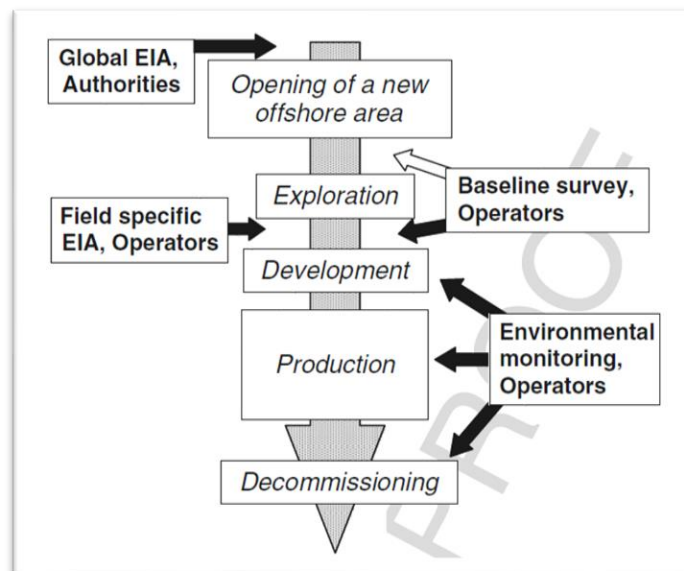 Global EIA,
Authorities
Opening of a new
offshore area
Exploration
Baseline survey,
Operators
Field specific
EIA, Operators
Development
Production
Environmental
monitoring,
Operators
Decommissioning
PROOF